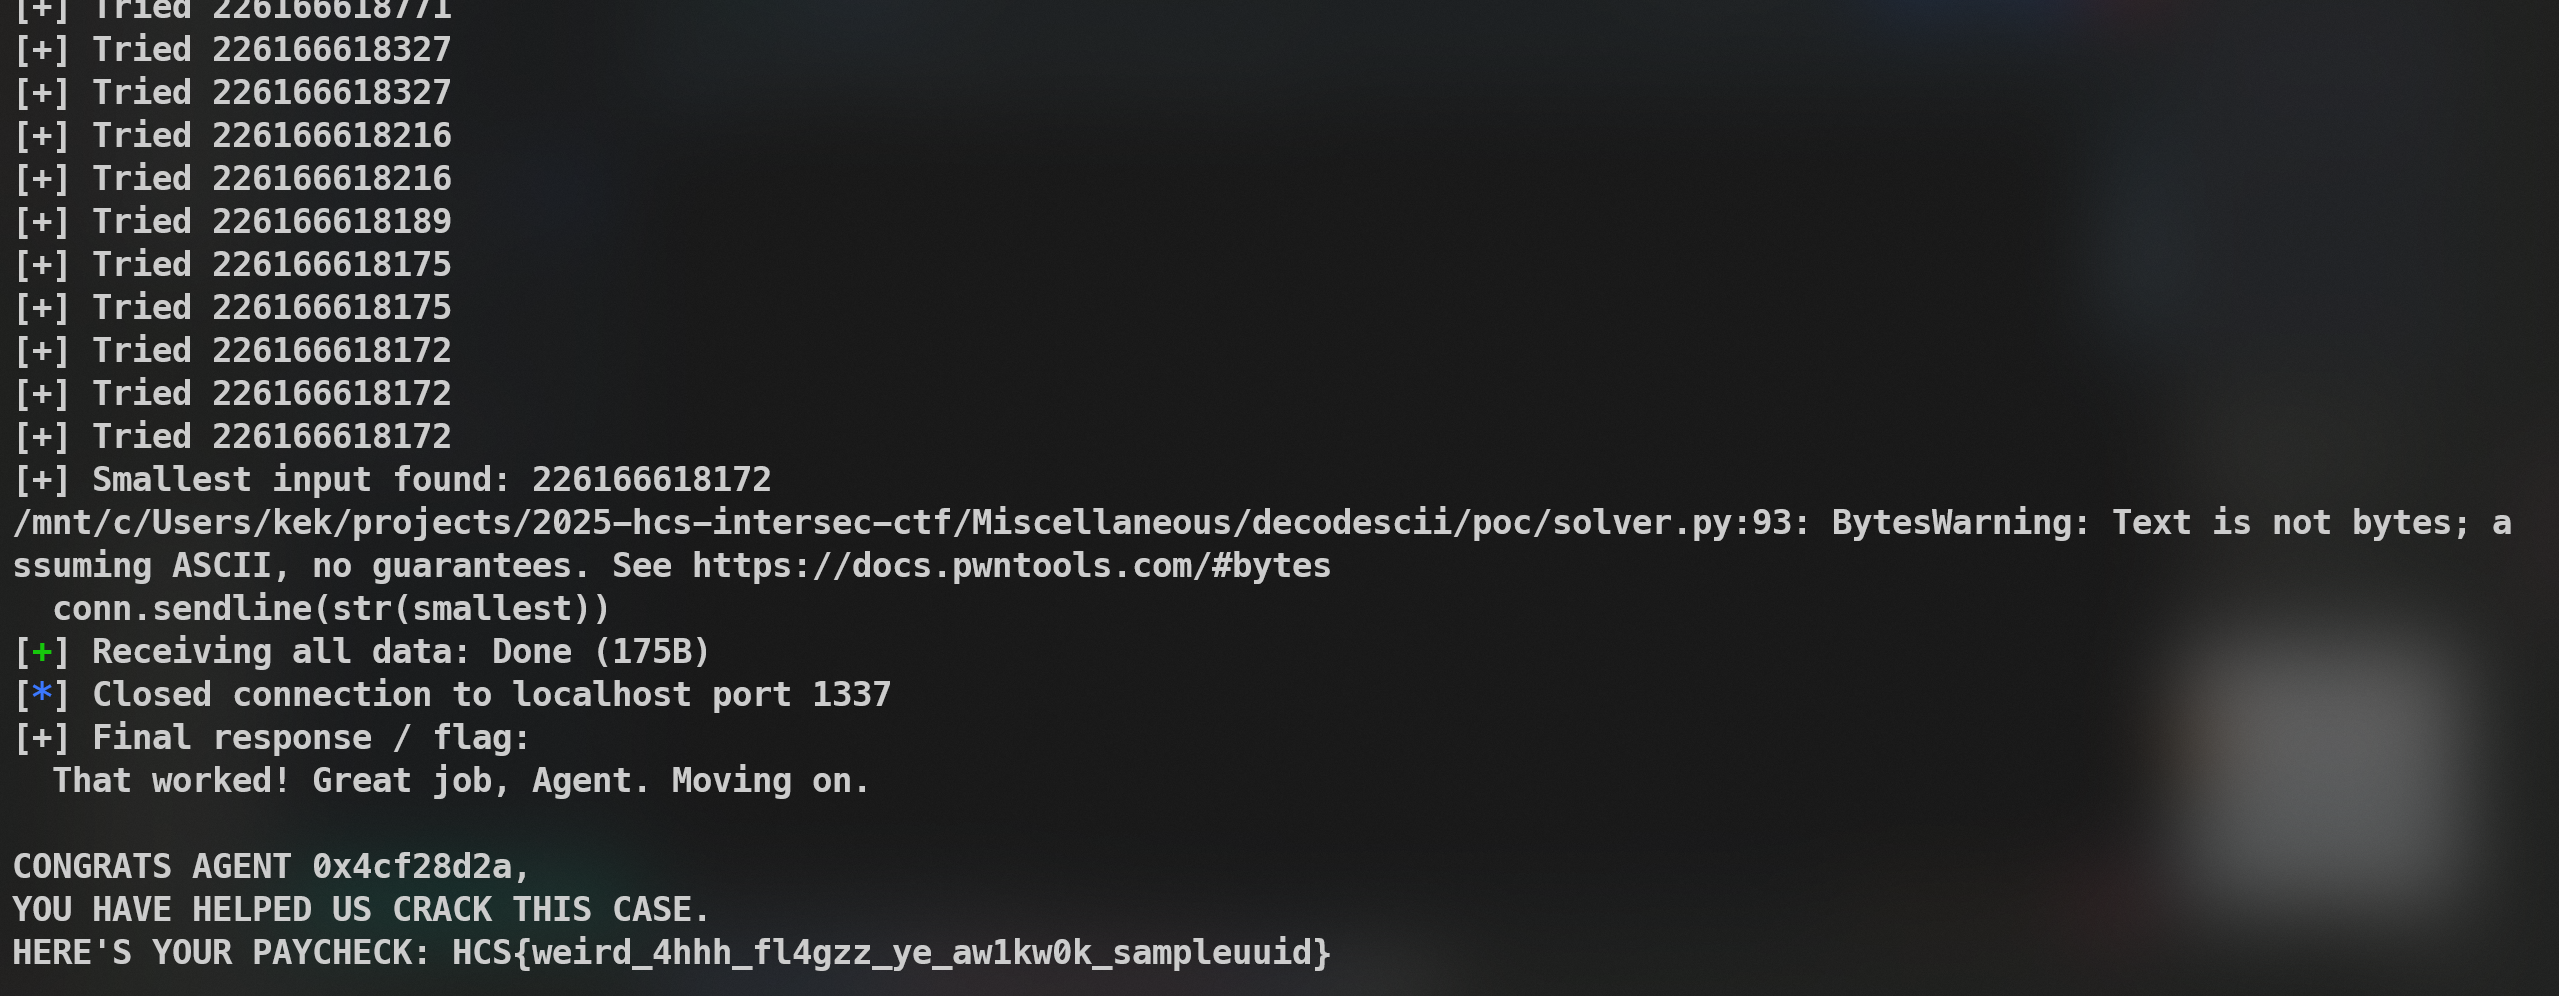 [+] Tried 226166618771
[+] Tried 226166618327
[+] Tried 226166618327
[+] Tried 226166618216
[+] Tried 226166618216
[+] Tried 226166618189
[+] Tried 226166618175
[+] Tried 226166618175
[+] Tried 226166618172
[+] Tried 226166618172
[+] Tried 226166618172
[+] Smallest input found: 226166618172
/mnt/c/Users/kek/projects/2025-hcs-intersec-ctf/Miscellaneous/decodescii/poc/solver.py:93: BytesWarning: Text is not bytes; a
ssuming ASCII, no guarantees. See https://docs.pwntools.com/#bytes
  conn.sendline(str(smallest))
[+] Receiving all data: Done (175B)
[*] Closed connection to localhost port 1337
[+] Final response / flag:
  That worked! Great job, Agent. Moving on.

CONGRATS AGENT 0x4cf28d2a,
YOU HAVE HELPED US CRACK THIS CASE.
HERE'S YOUR PAYCHECK: HCS{weird_4hhh_fl4gzz_ye_aw1kw0k_sampleuuid}